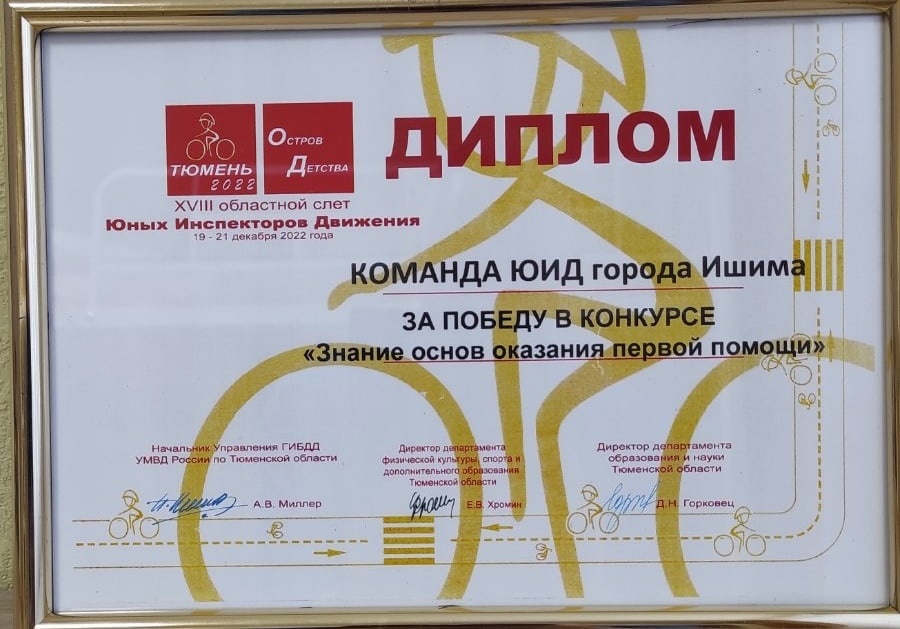 ТЮМЕНЬ
2022
Остров
Детства
ДИПЛОМ
XVIII областной слет
Юных Инспекторов Движения
19 - 21 декабря 2022 года
КОМАНДА ЮИД города Ишима
ЗА ПОБЕДУ В КОНКУРСЕ
«Знание основ оказания первой помощи»
Начальник Управления ГИБДД
УМВД России по Тюменской области
А.В. Миллер
Директор департамента
физической культуры, спорта и
дополнительного образования
Тюменской области
Е.В. Хромин
Директор департамента
образования и науки
Тюменской области
Д.Н. Горковец